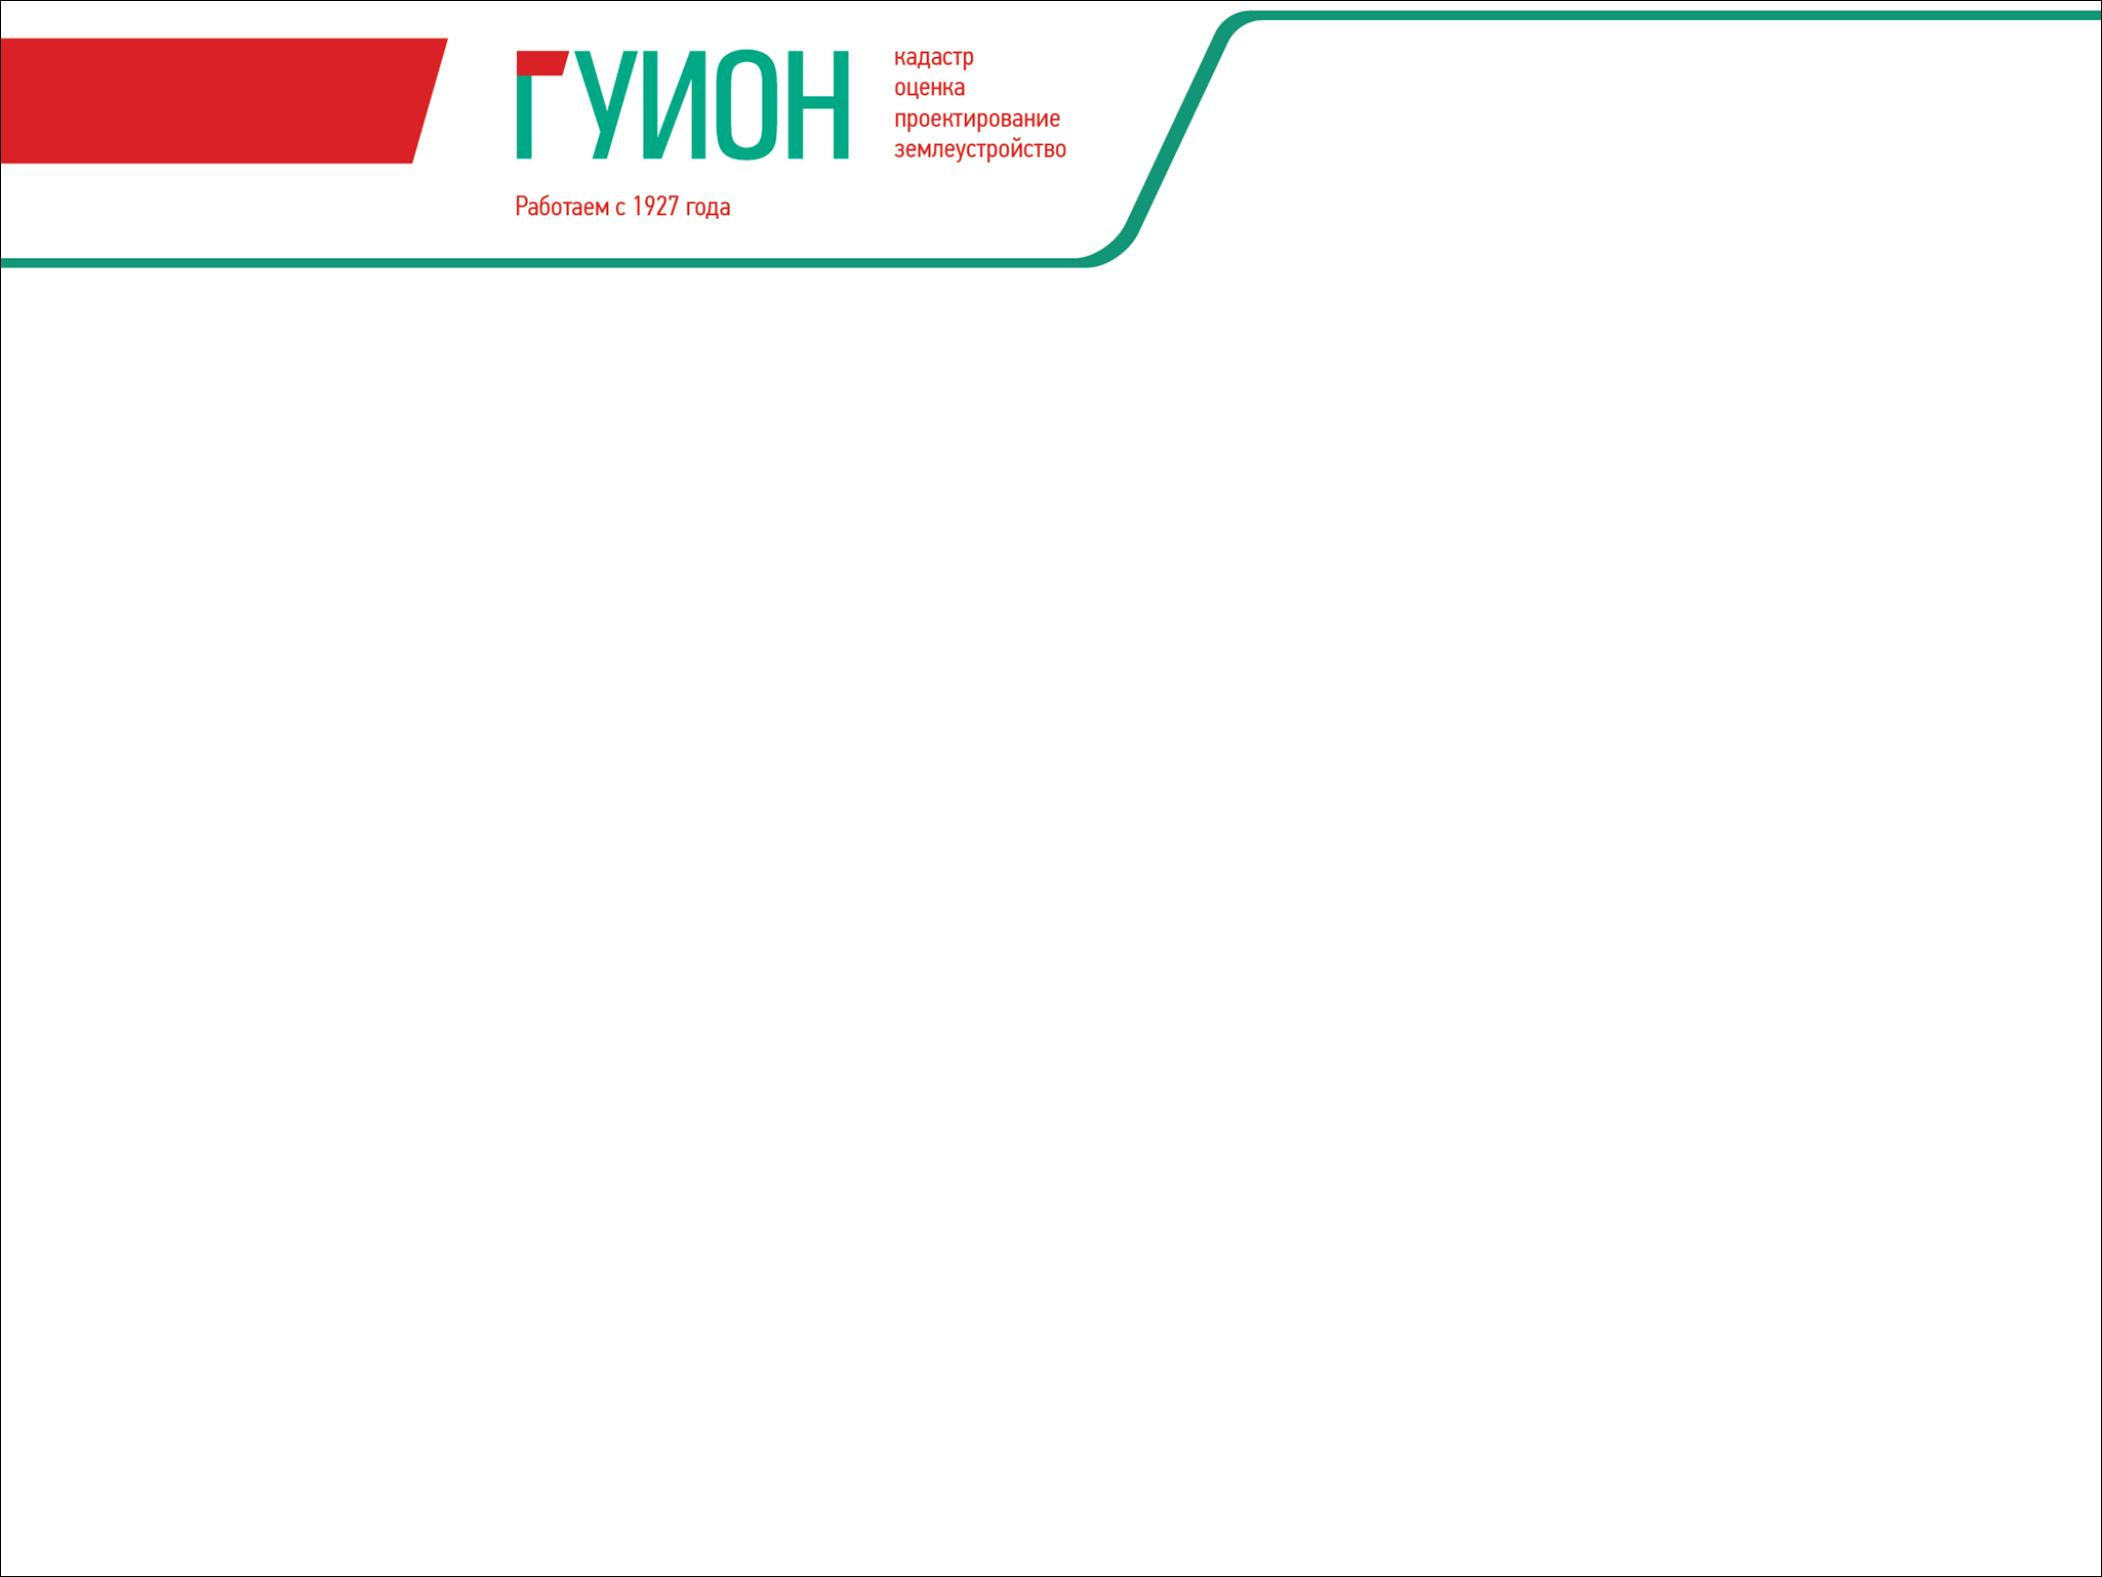 ГУИОН
кадастр
оценка
проектирование
землеустройство
Работаем с 1927 года